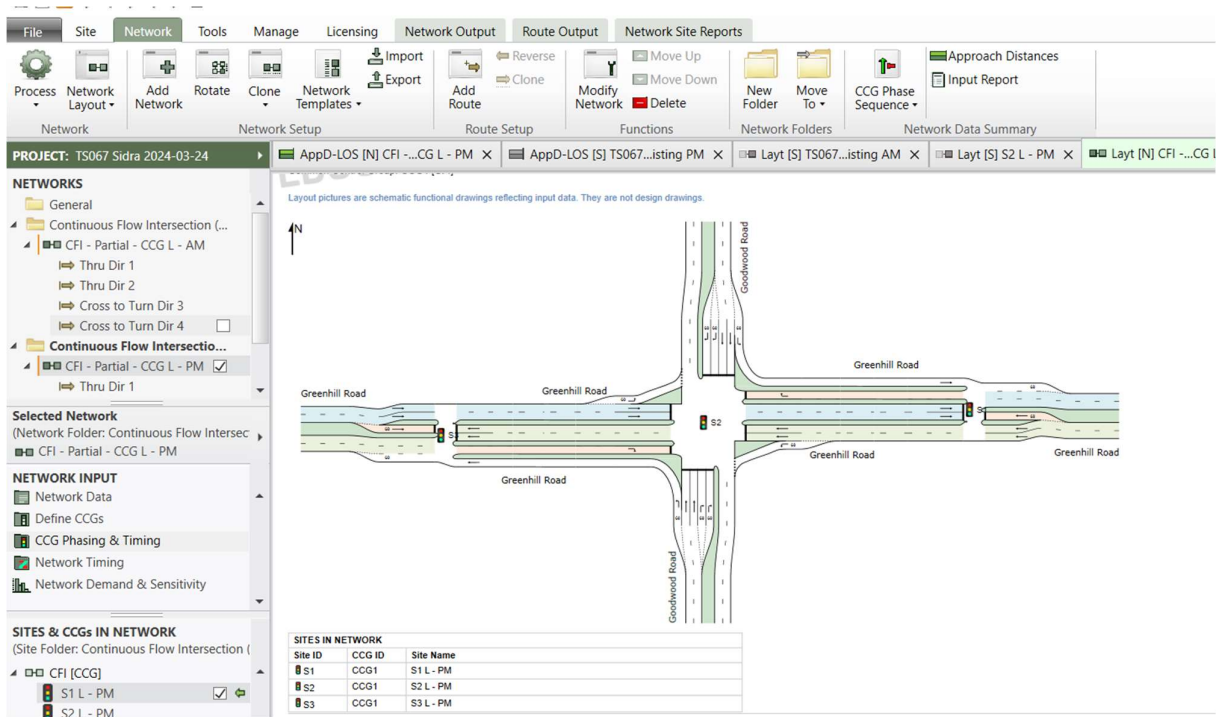 File Site Network Tools Manage Licensing Network Output Route Output Network Site Reports
Process Network Layout Add Network Rotate Clone Network Templates Import Export Add Route Reverse Clone Modify Network Move Up Move Down Delete New Folder Move To CCG Phase Sequence Approach Distances Input Report
Network Network Setup Route Setup Functions Network Folders Network Data Summary
PROJECT: TS067 Sidra 2024-03-24
AppD-LOS [N] CFI -...CG L - PM X AppD-LOS [S] TS067...isting PM X Layt [S] TS067...isting AM X Layt [S] S2 L - PM X Layt [N] CFI -...CG
NETWORKS
General
Continuous Flow Intersection (...
CFI - Partial - CCG L - AM
Thru Dir 1
Thru Dir 2
Cross to Turn Dir 3
Cross to Turn Dir 4
Continuous Flow Intersectio...
CFI - Partial - CCG L - PM
Thru Dir 1
Selected Network
(Network Folder: Continuous Flow Intersec
CFI - Partial - CCG L - PM
NETWORK INPUT
Network Data
Define CCGs
CCG Phasing & Timing
Network Timing
Network Demand & Sensitivity
SITES & CCGs IN NETWORK
(Site Folder: Continuous Flow Intersection (
CFI [CCG]
S1 L - PM
S2 L - PM
Layout pictures are schematic functional drawings reflecting input data. They are not design drawings.
N
Goodwood Road
Greenhill Road
Greenhill Road
Greenhill Road
S2
Greenhill Road
Greenhill Road
Greenhill Road
Goodwood Road
SITES IN NETWORK
Site ID CCG ID Site Name
S1 CCG1 S1 L - PM
S2 CCG1 S2 L - PM
S3 CCG1 S3 L - PM